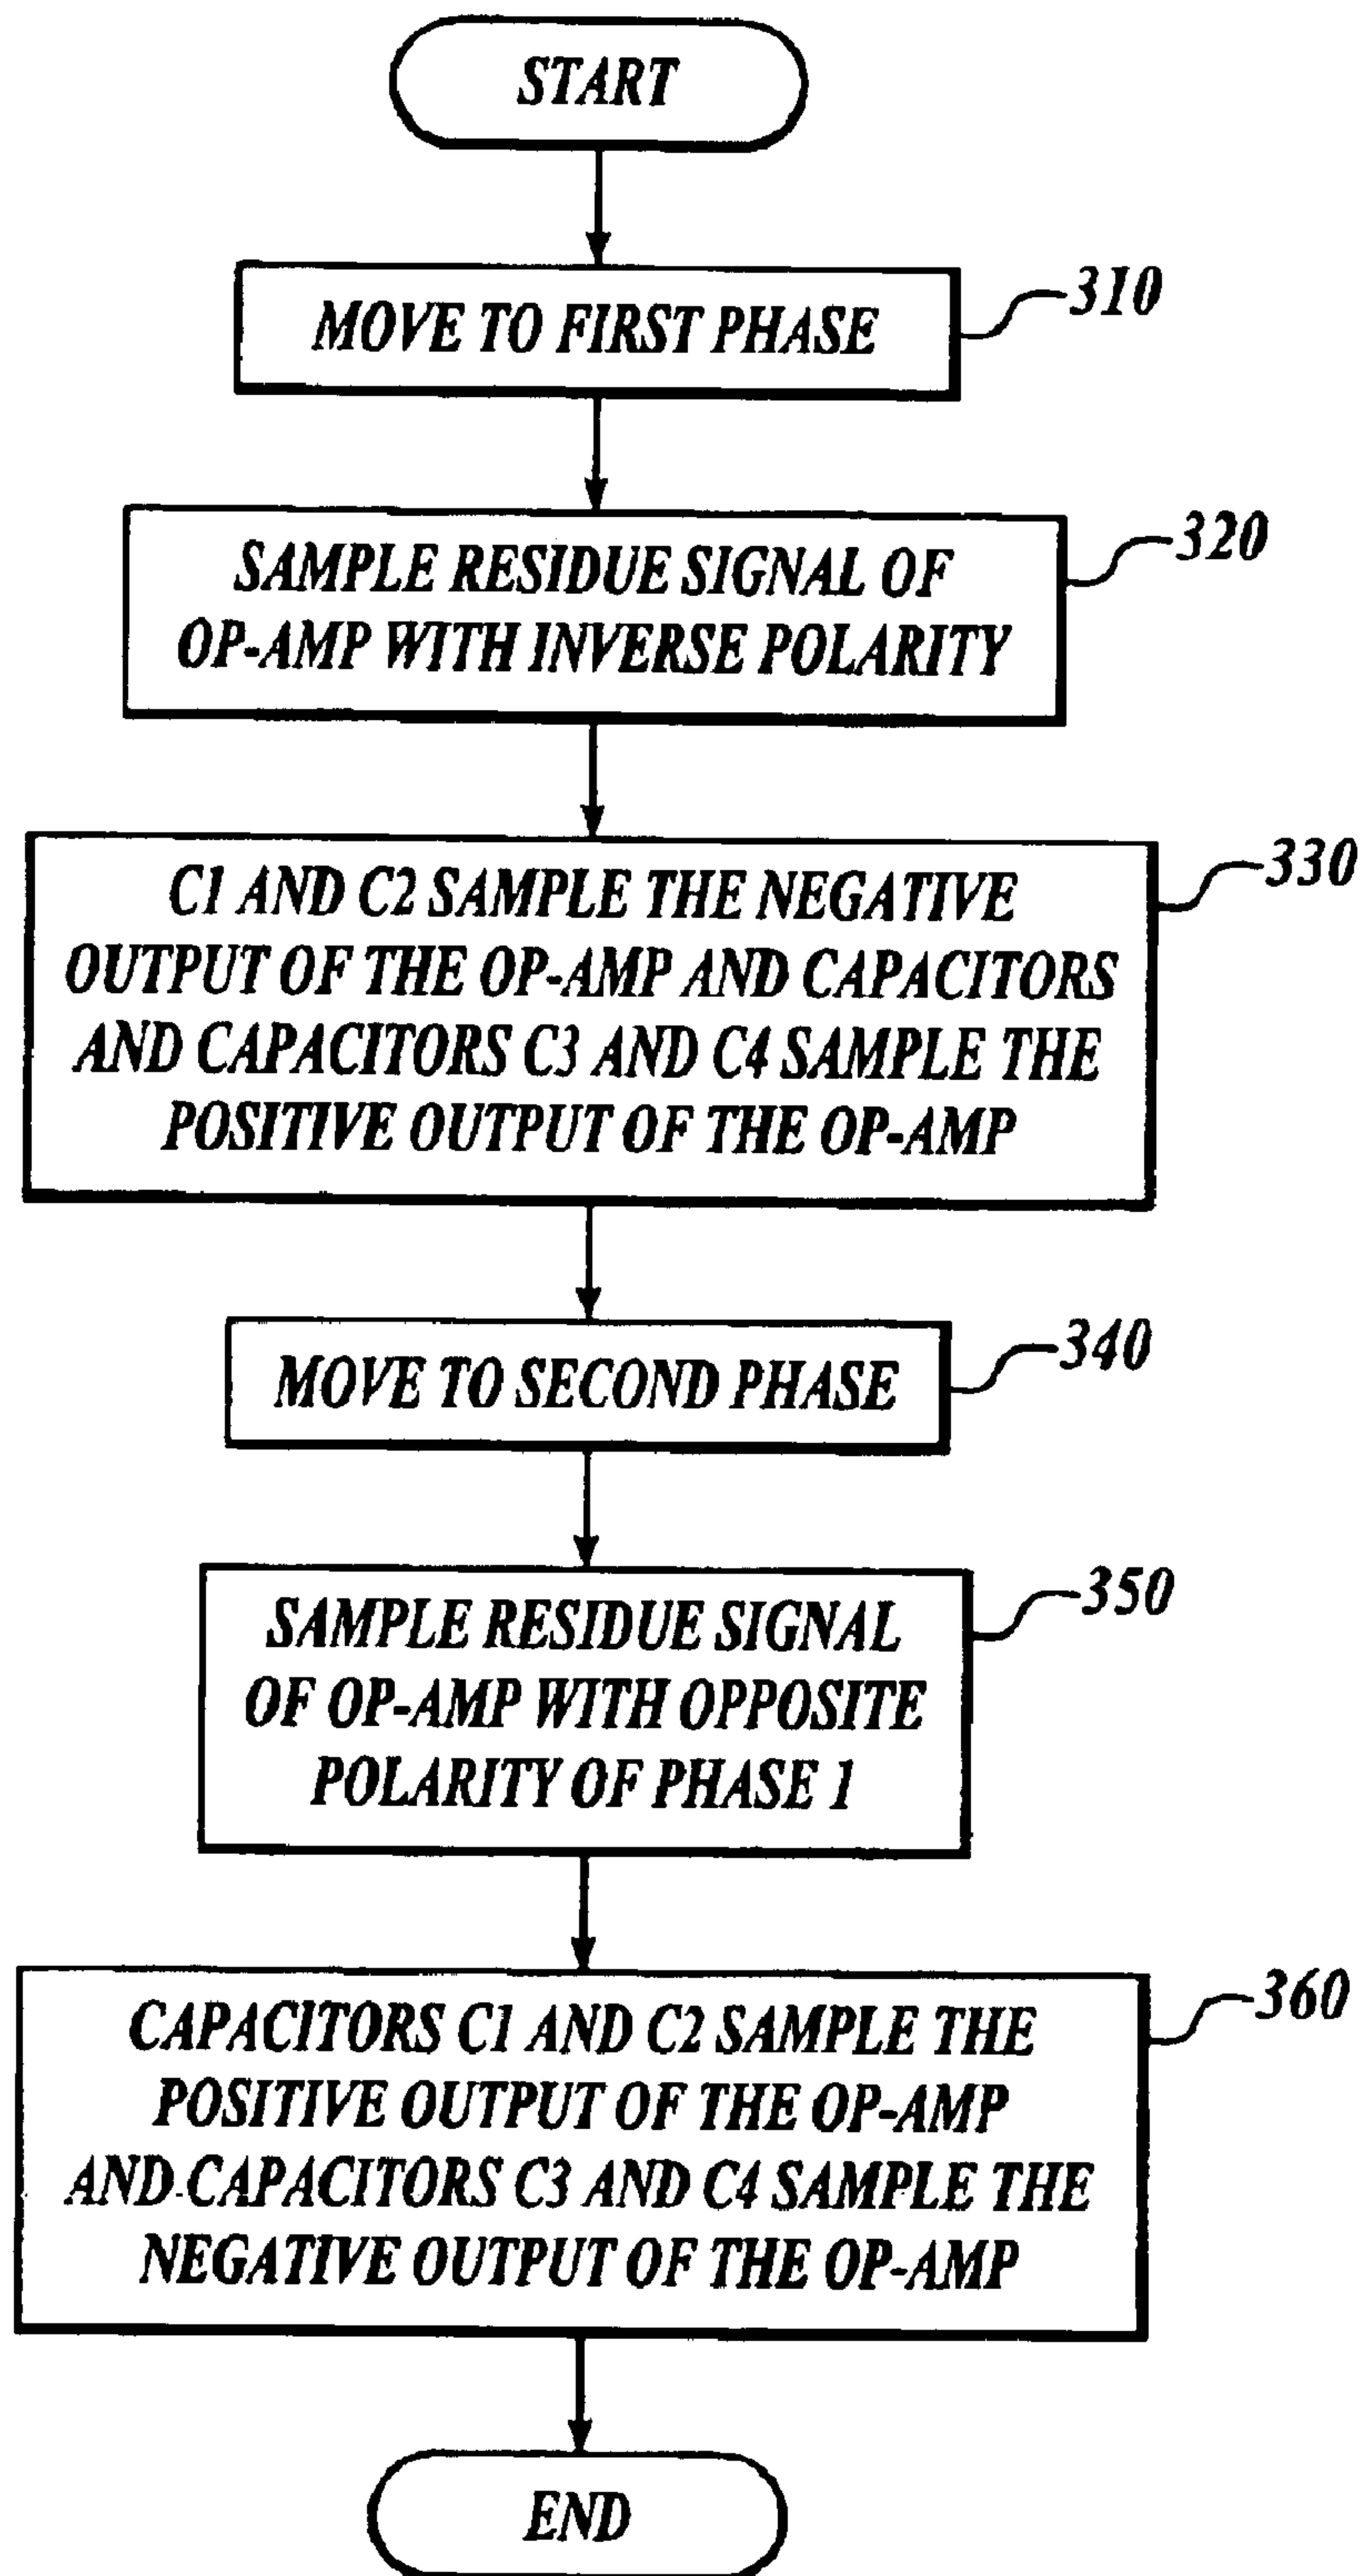 START
MOVE TO FIRST PHASE
310
SAMPLE RESIDUE SIGNAL OF
OP-AMP WITH INVERSE POLARITY
320
C1 AND C2 SAMPLE THE NEGATIVE
OUTPUT OF THE OP-AMP AND CAPACITORS
AND CAPACITORS C3 AND C4 SAMPLE THE
POSITIVE OUTPUT OF THE OP-AMP
330
MOVE TO SECOND PHASE
340
SAMPLE RESIDUE SIGNAL
OF OP-AMP WITH OPPOSITE
POLARITY OF PHASE 1
350
CAPACITORS C1 AND C2 SAMPLE THE
POSITIVE OUTPUT OF THE OP-AMP
AND CAPACITORS C3 AND C4 SAMPLE THE
NEGATIVE OUTPUT OF THE OP-AMP
360
END